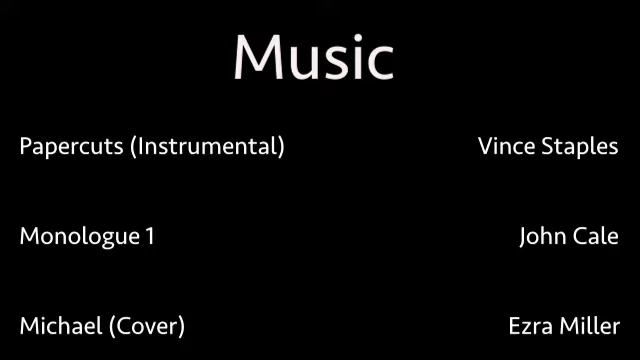 Music
Papercuts (Instrumental) Vince Staples
Monologue 1 John Cale
Michael (Cover) Ezra Miller